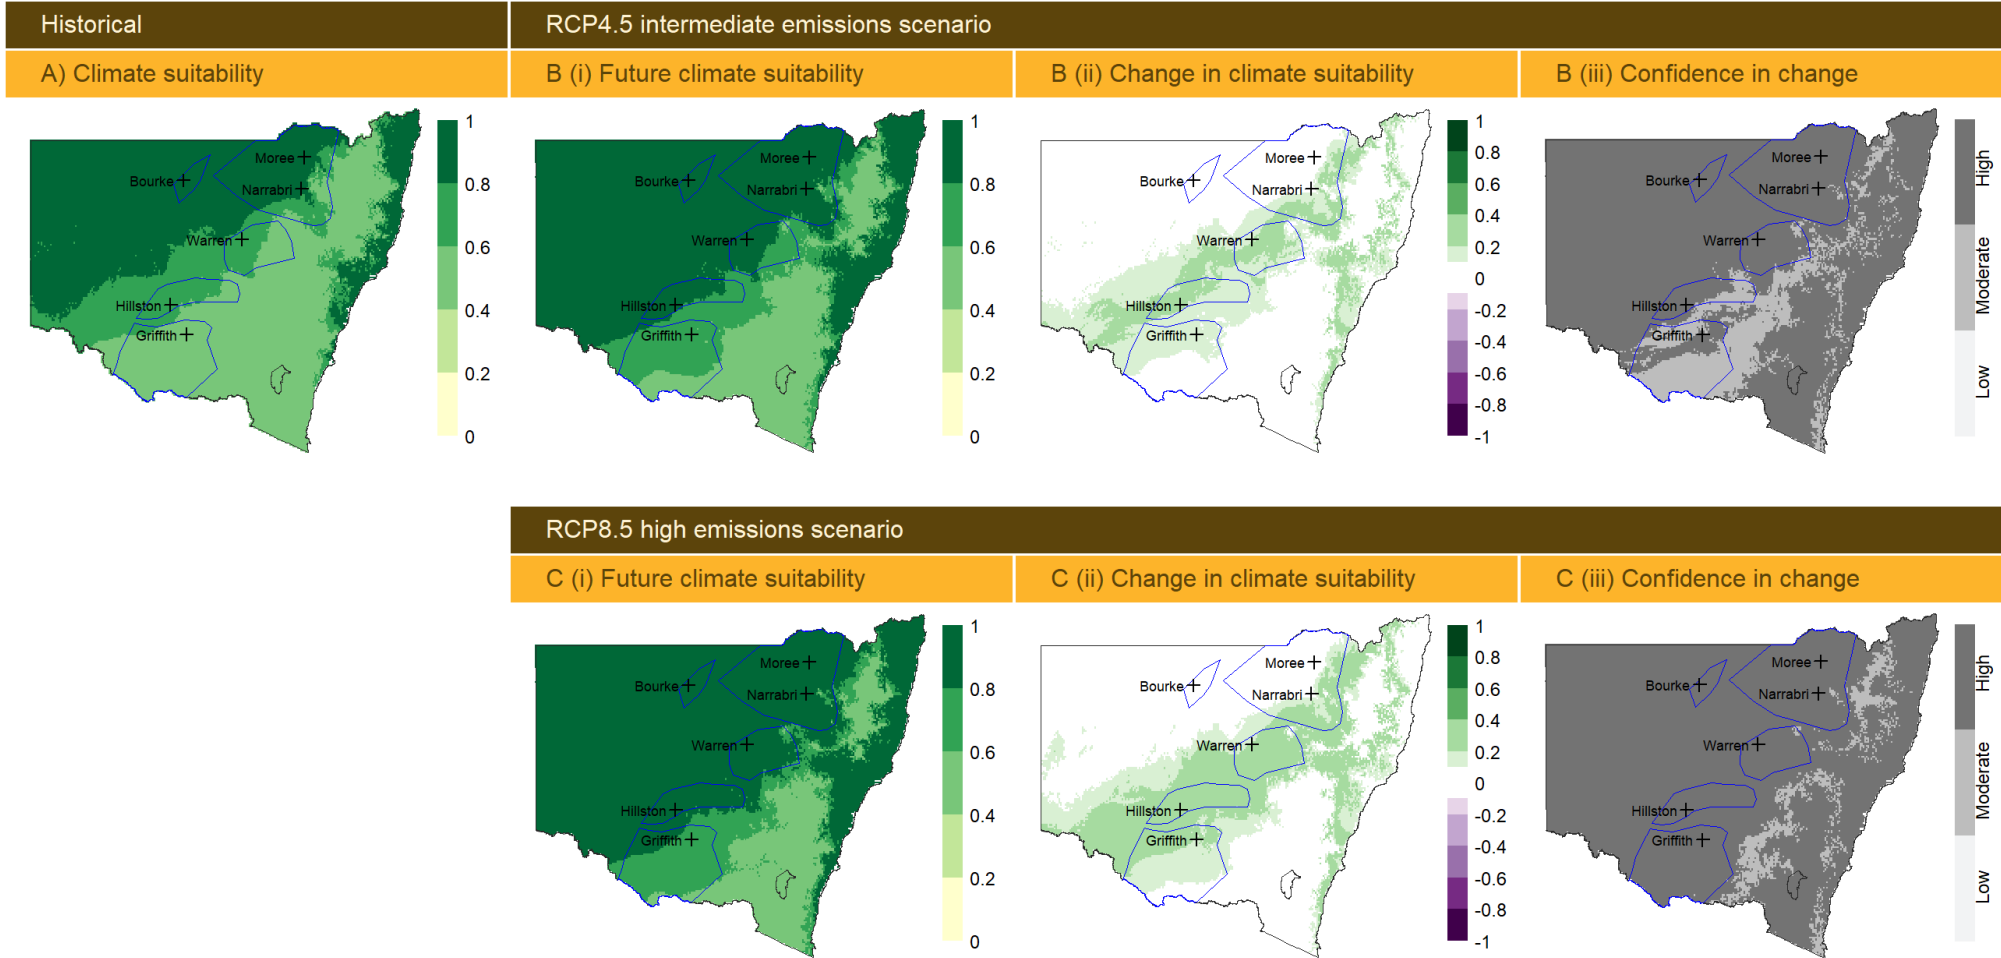 Historical
RCP4.5 intermediate emissions scenario
A) Climate suitability
B (i) Future climate suitability
B (ii) Change in climate suitability
B (iii) Confidence in change
Moree
Bourke
Narrabri
Warren
Hillston
Griffith
1
0.8
0.6
0.4
0.2
0
Moree
Bourke
Narrabri
Warren
Hillston
Griffith
1
0.8
0.6
0.4
0.2
0
Moree
Bourke
Narrabri
Warren
Hillston
Griffith
1
0.8
0.6
0.4
0.2
0
-0.2
-0.4
-0.6
-0.8
-1
Moree
Bourke
Narrabri
Warren
Hillston
Griffith
High
Moderate
Low
RCP8.5 high emissions scenario
C (i) Future climate suitability
C (ii) Change in climate suitability
C (iii) Confidence in change
Moree
Bourke
Narrabri
Warren
Hillston
Griffith
1
0.8
0.6
0.4
0.2
0
Moree
Bourke
Narrabri
Warren
Hillston
Griffith
1
0.8
0.6
0.4
0.2
0
-0.2
-0.4
-0.6
-0.8
-1
Moree
Bourke
Narrabri
Warren
Hillston
Griffith
High
Moderate
Low